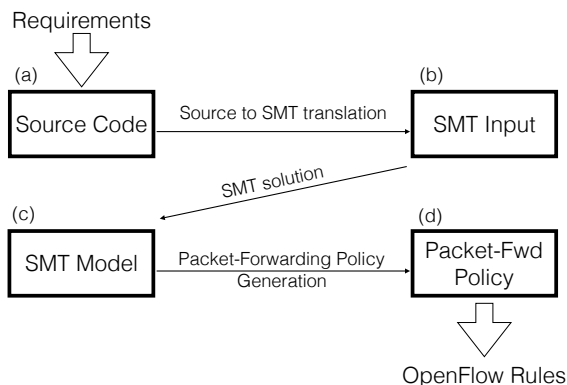 Requirements
(a)
(b)
Source Code
Source to SMT translation
SMT Input
SMT solution
(c)
(d)
SMT Model
Packet-Forwarding Policy
Generation
Packet-Fwd
Policy
OpenFlow Rules